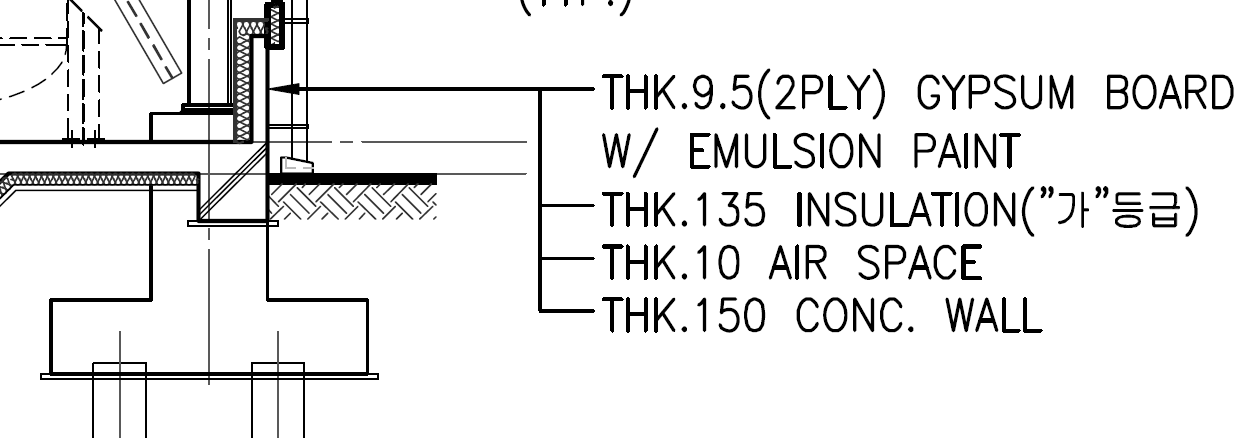 THK.9.5(2PLY) GYPSUM BOARD
W/ EMULSION PAINT
THK.135 INSULATION("가"등급)
THK.10 AIR SPACE
THK.150 CONC. WALL